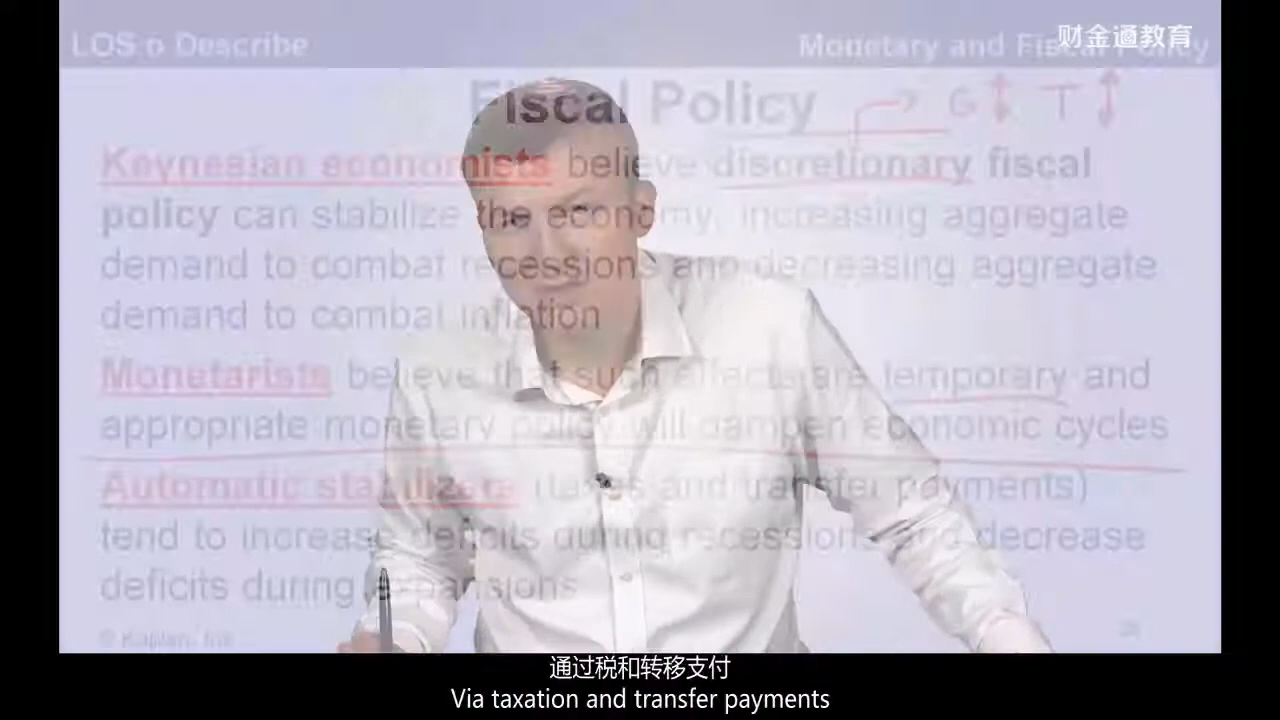 LOS o Describe
Monetary and Fiscal Policy
财金通教育
Fiscal Policy
G T
Keynesian economists believe discretionary fiscal
policy can stabilize the economy, increasing aggregate
demand to combat recessions and decreasing aggregate
demand to combat inflation
Monetarists believe that such effects are temporary and
appropriate monetary policy will dampen economic cycles
Automatic stabilizers (taxes and transfer payments)
tend to increase deficits during recessions and decrease
deficits during expansions
© Kaplan, Inc.
通过税和转移支付
Via taxation and transfer payments